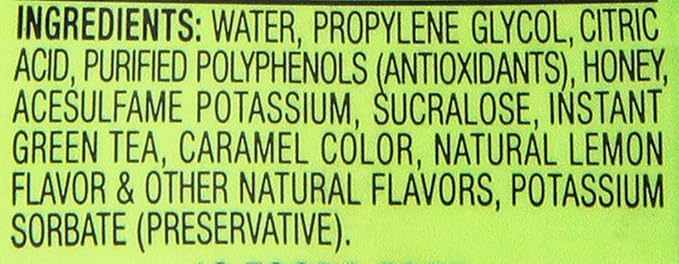 INGREDIENTS: WATER, PROPYLENE GLYCOL, CITRIC
ACID, PURIFIED POLYPHENOLS (ANTIOXIDANTS), HONEY,
ACESULFAME POTASSIUM, SUCRALOSE, INSTANT
GREEN TEA, CARAMEL COLOR, NATURAL LEMON
FLAVOR & OTHER NATURAL FLAVORS, POTASSIUM
SORBATE (PRESERVATIVE).